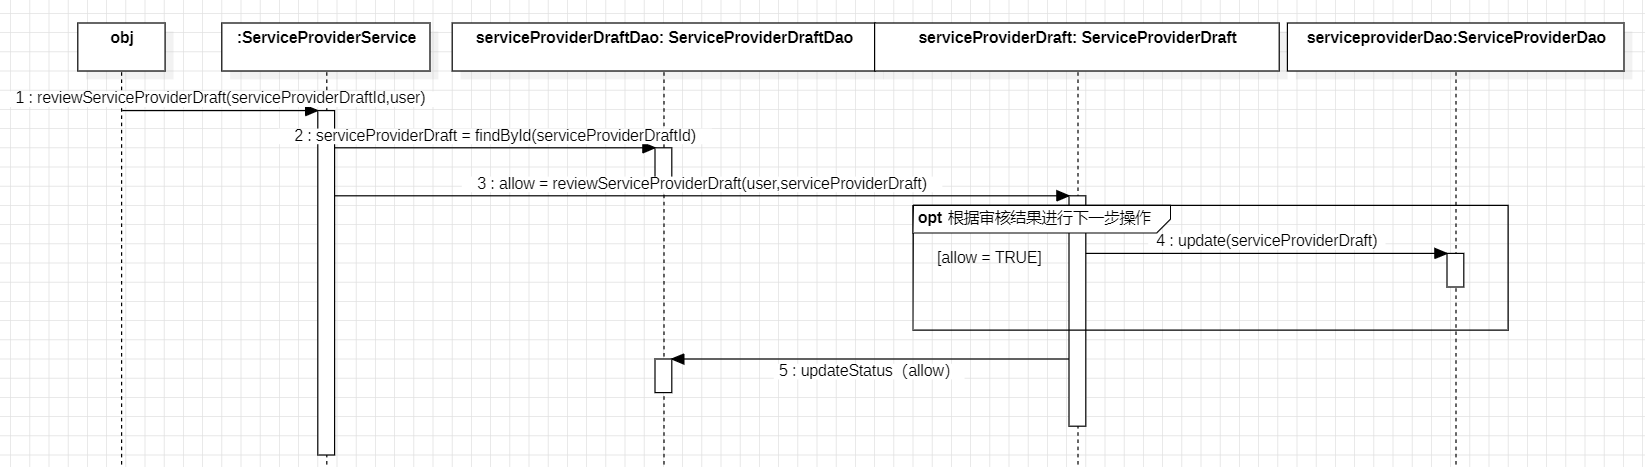 obj
:ServiceProviderService
serviceProviderDraftDao: ServiceProviderDraftDao
serviceProviderDraft: ServiceProviderDraft
serviceproviderDao:ServiceProviderDao
1 : reviewServiceProviderDraft(serviceProviderDraftId,user)
2 : serviceProviderDraft = findById(serviceProviderDraftId)
3 : allow = reviewServiceProviderDraft(user,serviceProviderDraft)
opt 根据审核结果进行下一步操作
4 : update(serviceProviderDraft)
[allow = TRUE]
5 : updateStatus（allow）